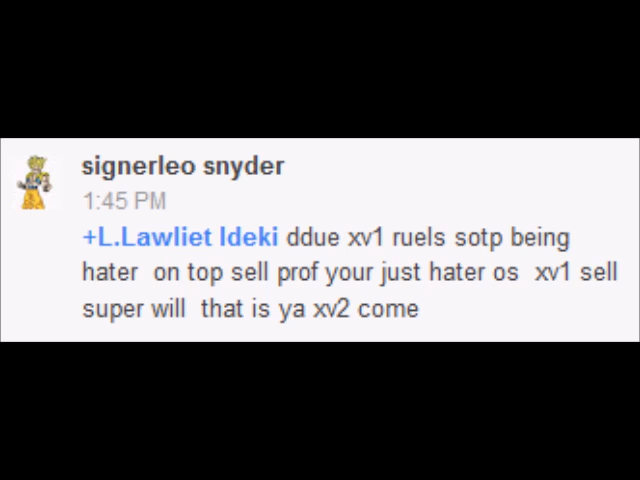 signerleo snyder
1:45 PM
+L.Lawliet Ideki ddue xv1 ruels sotp being
hater  on top sell prof your just hater os  xv1 sell
super will  that is ya xv2 come